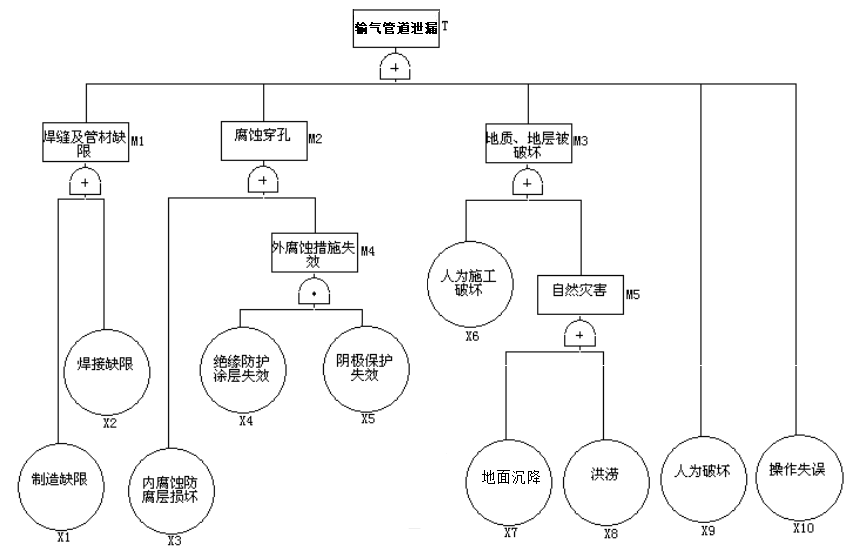 输气管道泄漏 T
+
焊缝及管材缺
限 M1
+
腐蚀穿孔 M2
+
地质、地层被
破坏 M3
+
外腐蚀措施失
效 M4
·
人为施工
破坏
X6
自然灾害 M5
+
焊接缺限
X2
绝缘防护
涂层失效
X4
阴极保护
失效
X5
制造缺限
X1
内腐蚀防
腐层损坏
X3
地面沉降
X7
洪涝
X8
人为破坏
X9
操作失误
X10